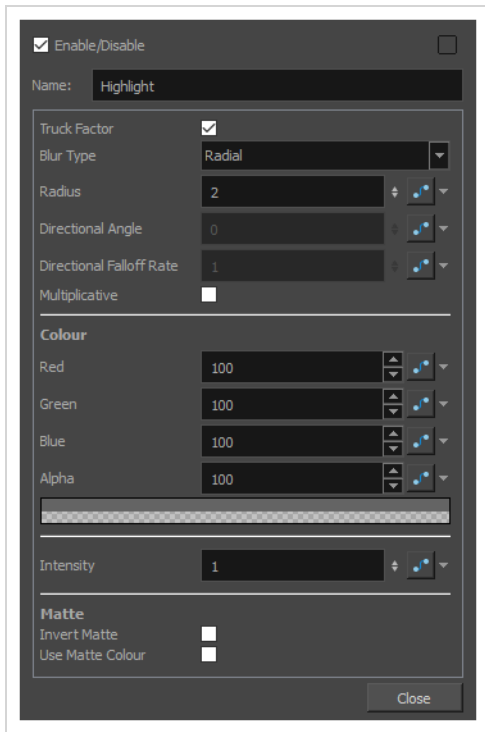 Enable/Disable
Name: Highlight
Truck Factor
Blur Type Radial
Radius 2
Directional Angle 0
Directional Falloff Rate 1
Multiplicative
Colour
Red 100
Green 100
Blue 100
Alpha 100
Intensity 1
Matte
Invert Matte
Use Matte Colour
Close